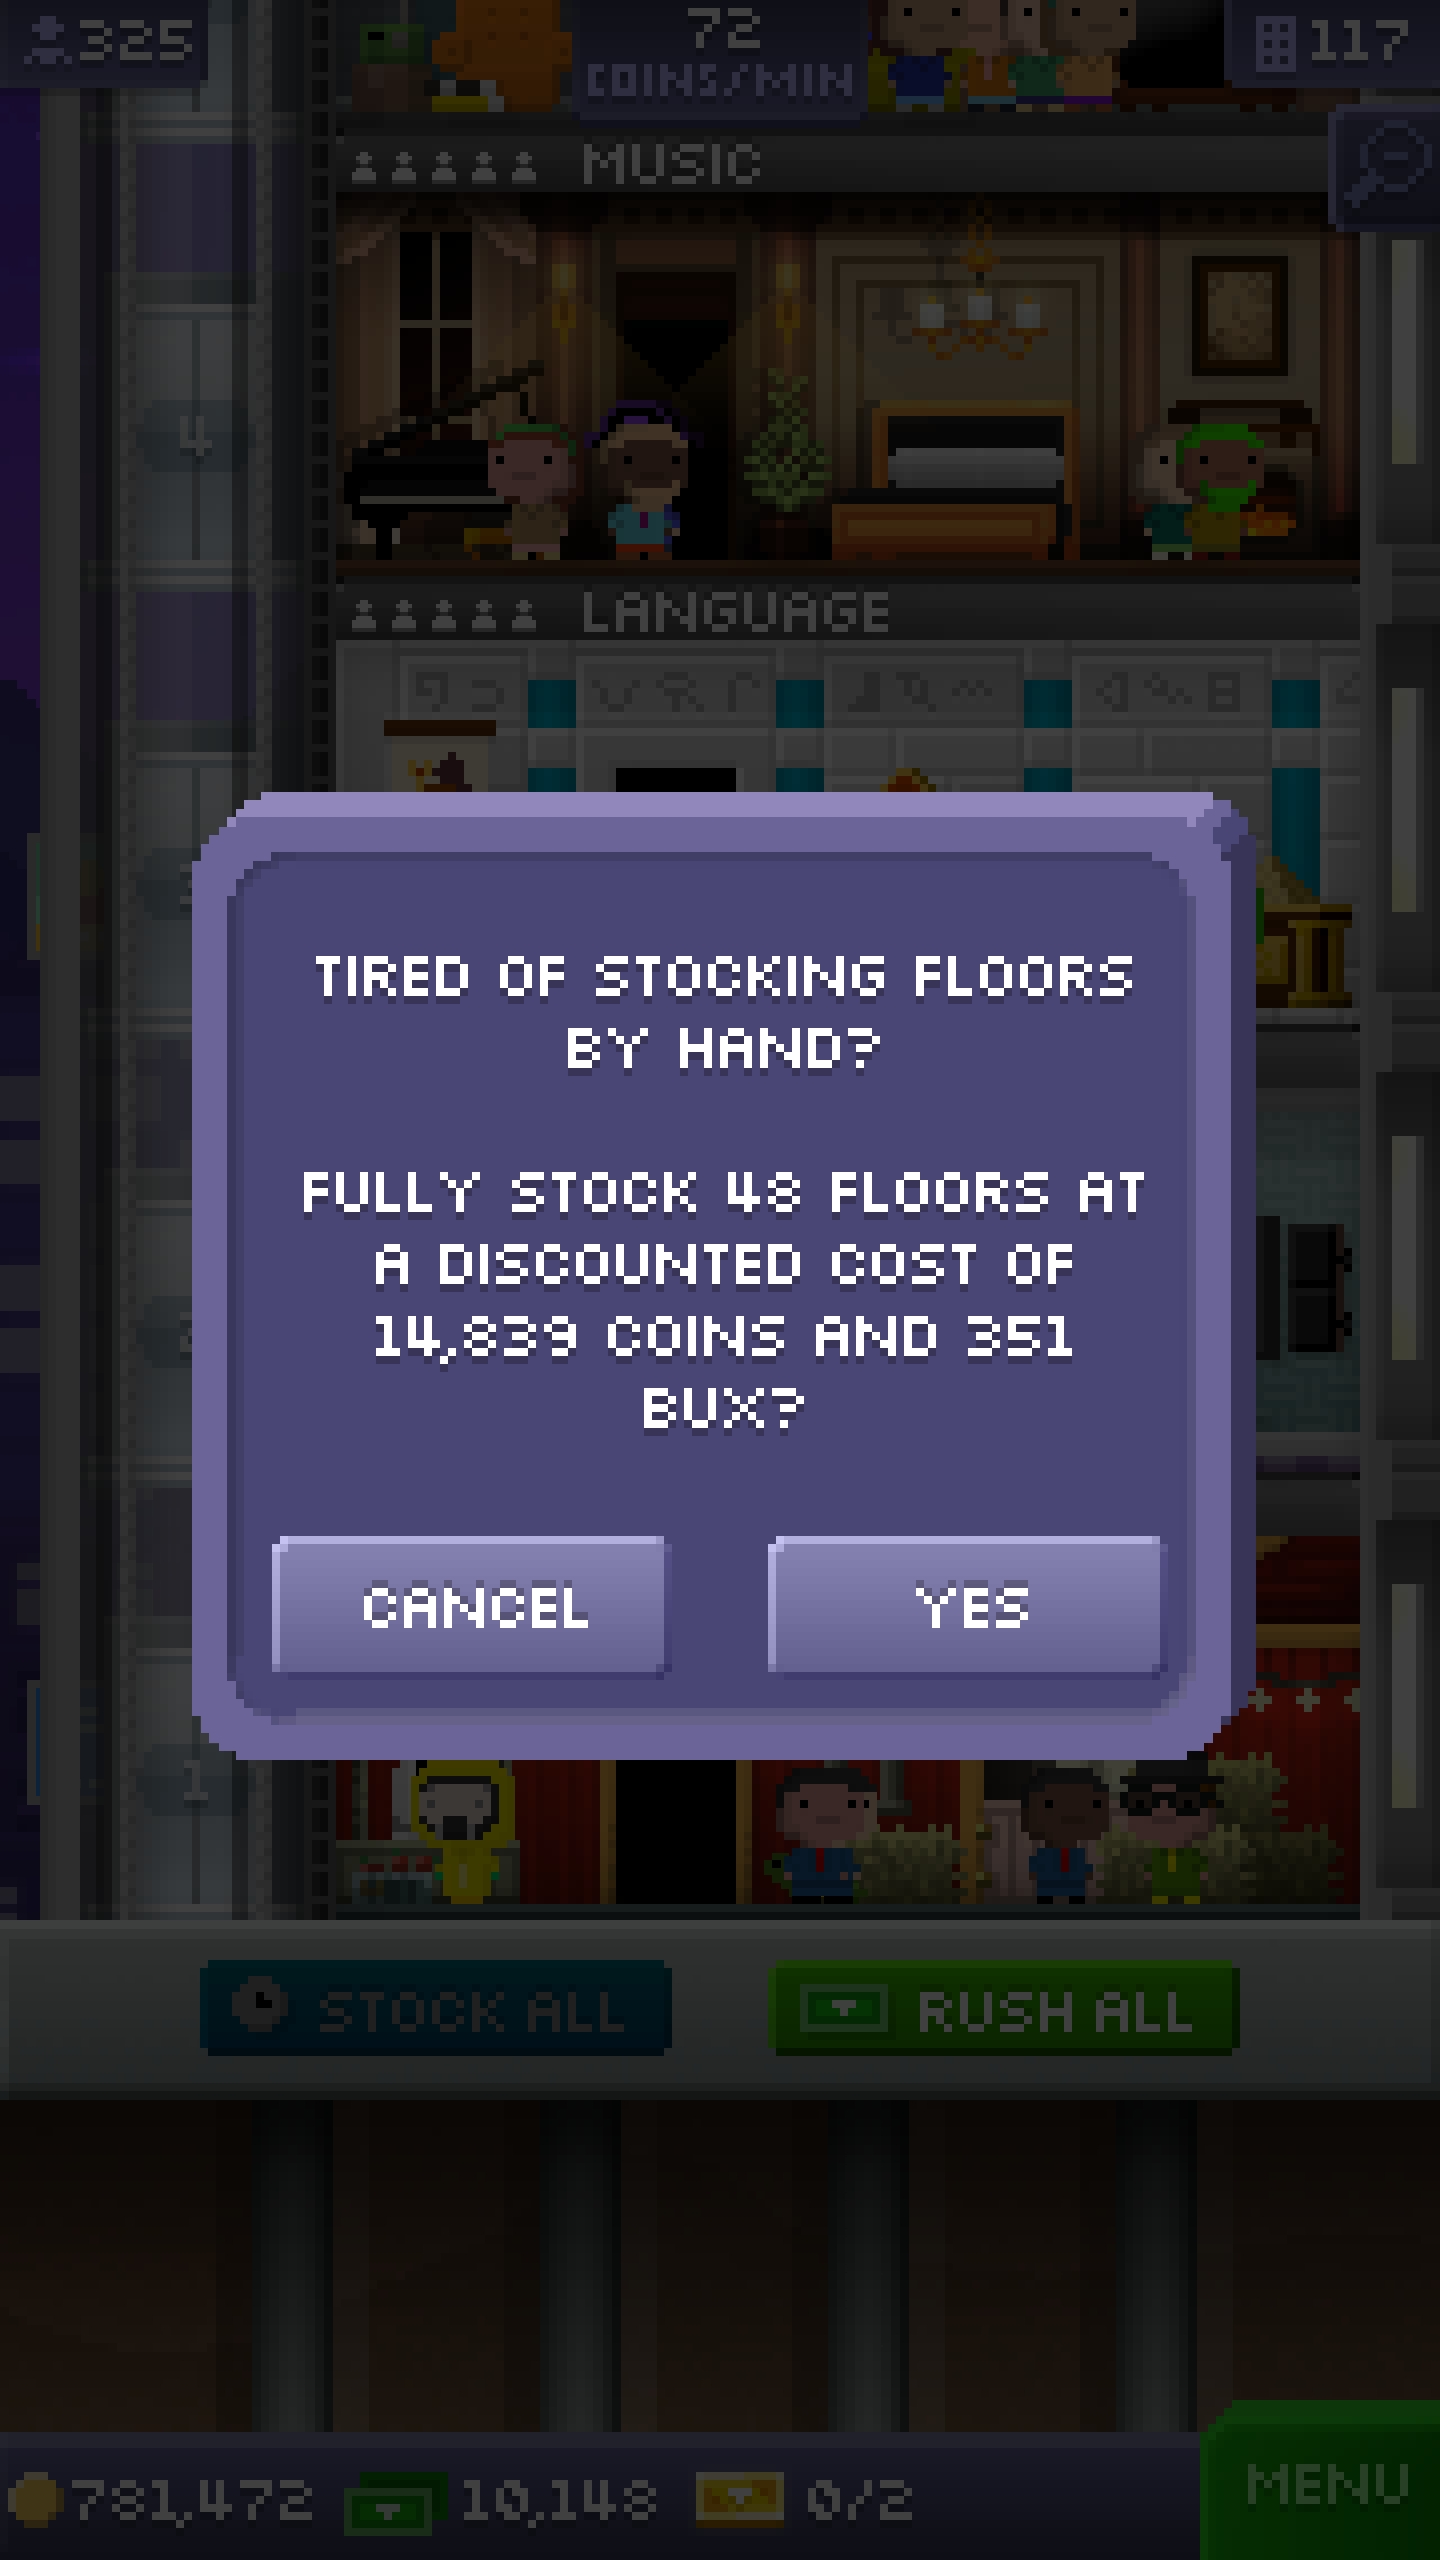 325
72
COINS/MIN
117
MUSIC
4
LANGUAGE
TIRED OF STOCKING FLOORS
BY HAND?
FULLY STOCK 48 FLOORS AT
A DISCOUNTED COST OF
14,839 COINS AND 351
BUX?
CANCEL
YES
1
STOCK ALL
RUSH ALL
781,472
10,148
0/2
MENU